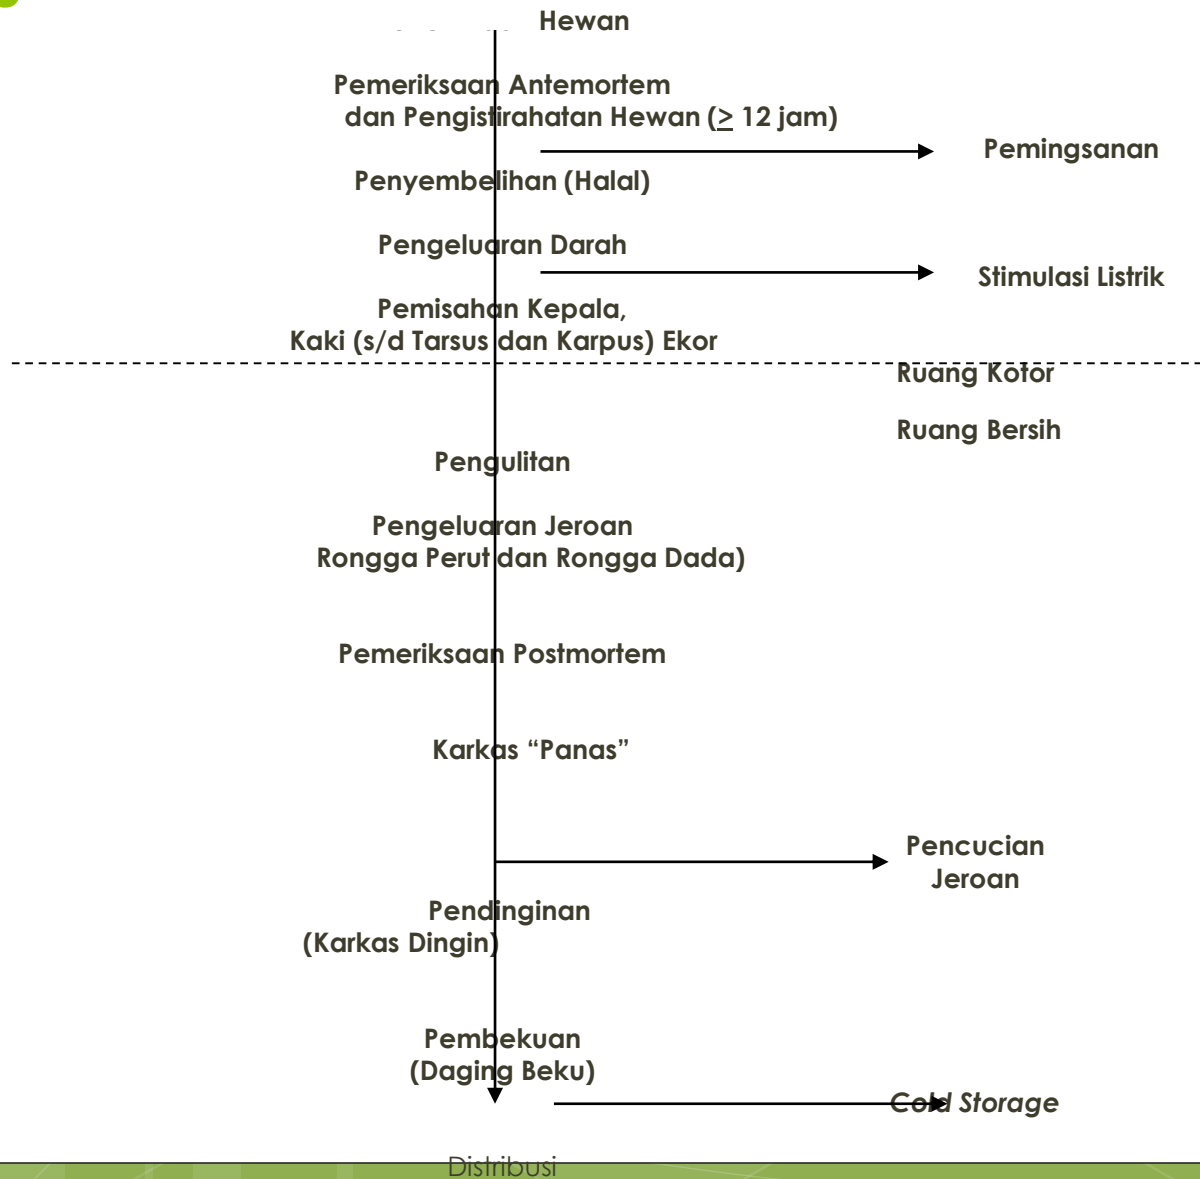 Hewan
Pemeriksaan Antemortem
dan Pengistirahatan Hewan (≥ 12 jam)
Pemingsanan
Penyembelihan (Halal)
Pengeluaran Darah
Stimulasi Listrik
Pemisahan Kepala,
Kaki (s/d Tarsus dan Karpus) Ekor
Ruang Kotor
Ruang Bersih
Pengulitan
Pengeluaran Jeroan
Rongga Perut dan Rongga Dada)
Pemeriksaan Postmortem
Karkas “Panas”
Pencucian
Jeroan
Pendinginan
(Karkas Dingin)
Pembekuan
(Daging Beku)
Cold Storage
Distribusi